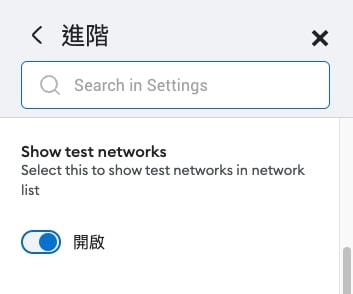 進階
Search in Settings
Show test networks
Select this to show test networks in network
list
開啟